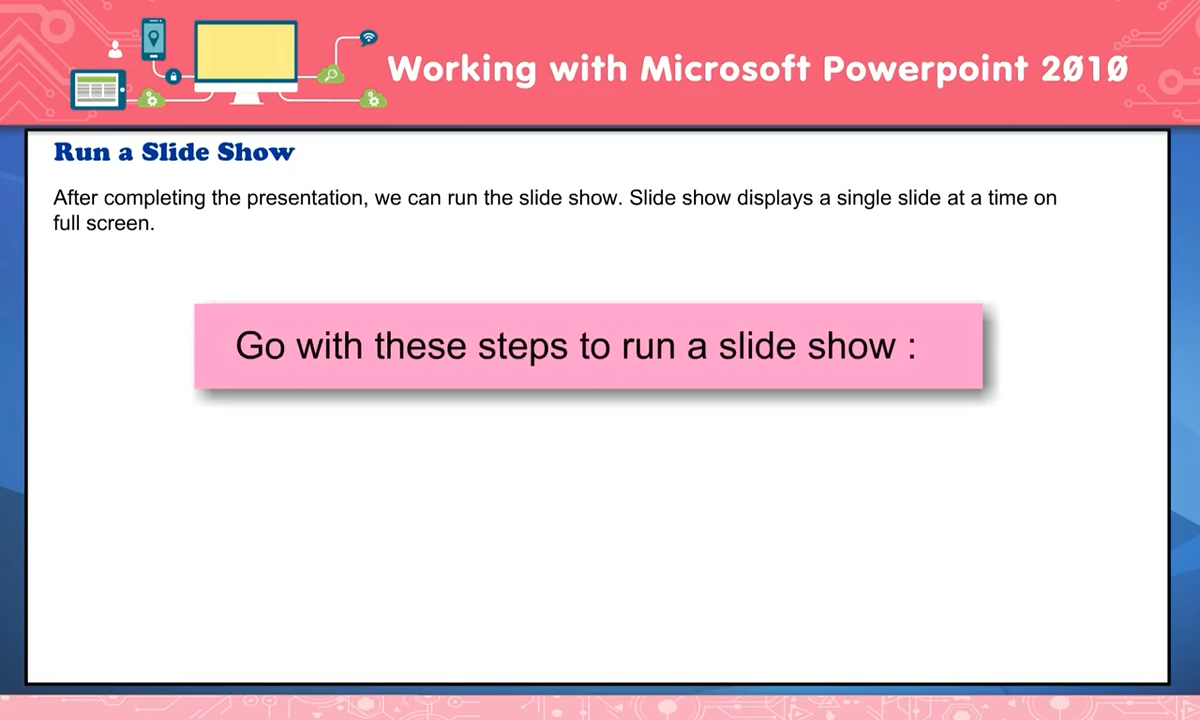 Working with Microsoft Powerpoint 2010
Run a Slide Show
After completing the presentation, we can run the slide show. Slide show displays a single slide at a time on
full screen.
Go with these steps to run a slide show :